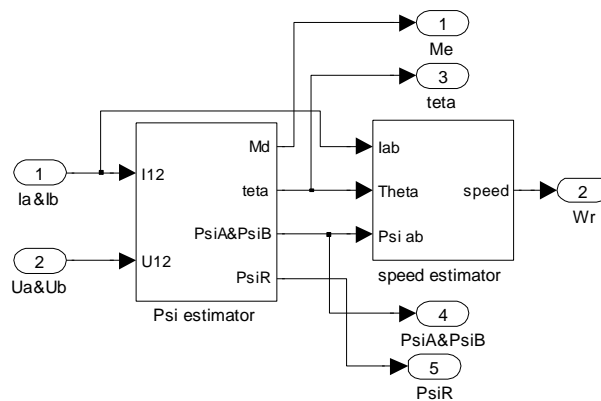 1
Me
3
teta
Md
Iab
1
Ia&Ib
I12
teta
Theta
speed
2
Wr
PsiA&PsiB
Psi ab
2
Ua&Ub
U12
PsiR
speed estimator
Psi estimator
4
PsiA&PsiB
5
PsiR